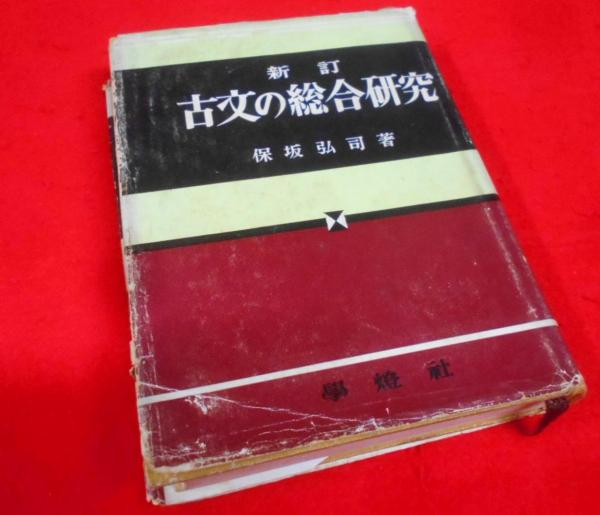 新訂
古文の総合研究
保坂弘司著
學燈社